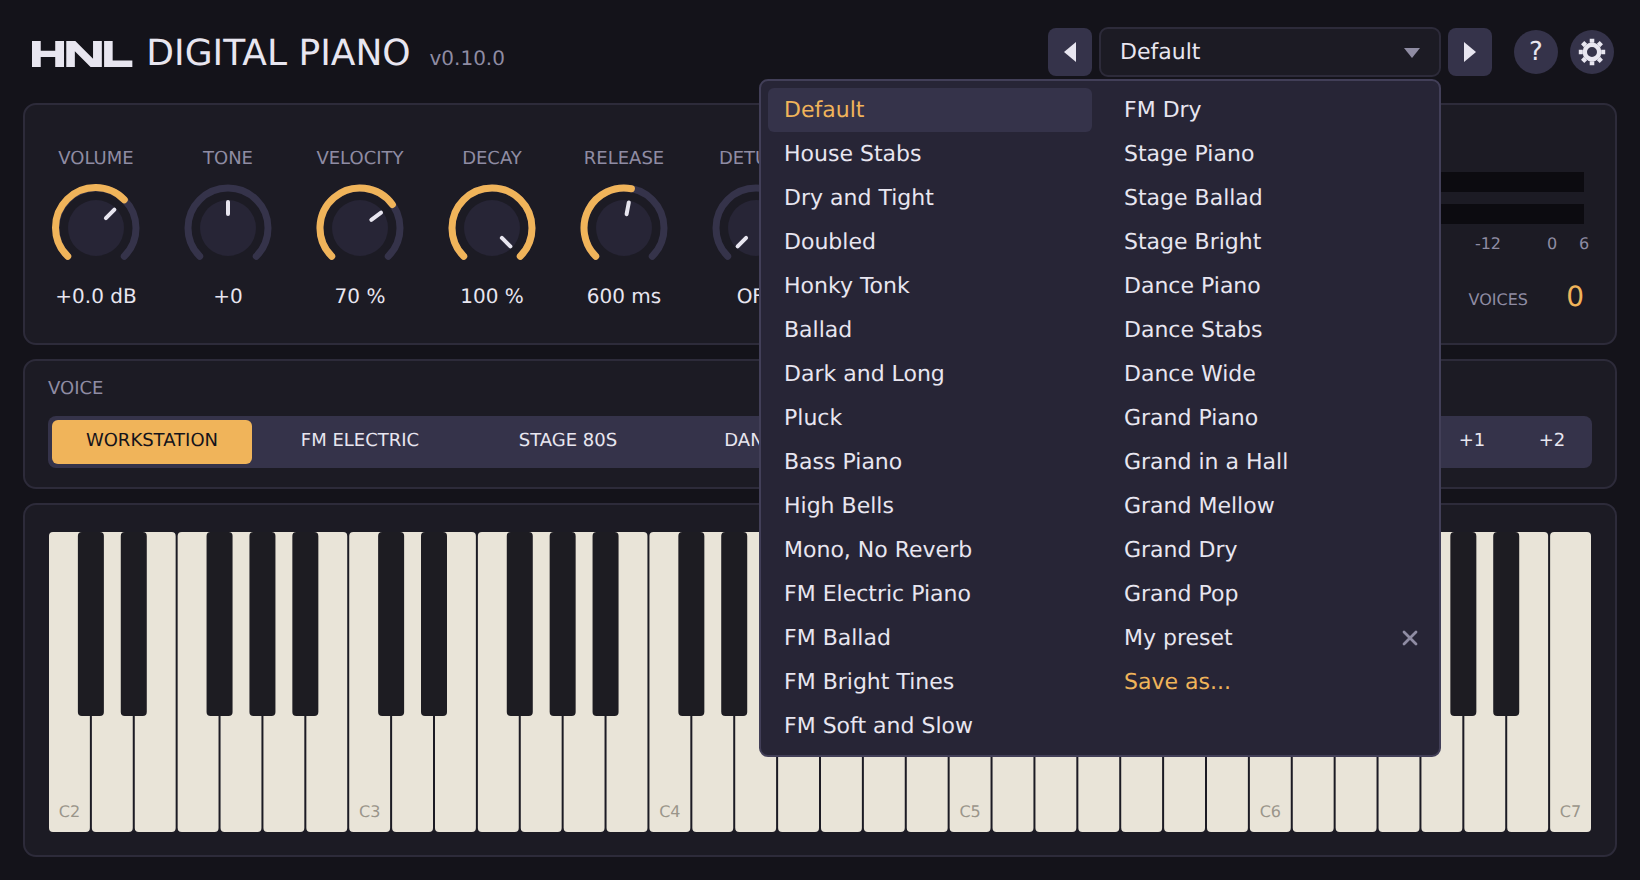 HNL DIGITAL PIANO v0.10.0
Default
?
VOLUME TONE VELOCITY DECAY RELEASE
+0.0 dB +0 70 % 100 % 600 ms
-12 0 6
VOICES 0
VOICE
WORKSTATION FM ELECTRIC STAGE 80S
+1 +2
Default
House Stabs
Dry and Tight
Doubled
Honky Tonk
Ballad
Dark and Long
Pluck
Bass Piano
High Bells
Mono, No Reverb
FM Electric Piano
FM Ballad
FM Bright Tines
FM Soft and Slow
FM Dry
Stage Piano
Stage Ballad
Stage Bright
Dance Piano
Dance Stabs
Dance Wide
Grand Piano
Grand in a Hall
Grand Mellow
Grand Dry
Grand Pop
My preset
Save as...
C2 C3 C4 C5 C6 C7